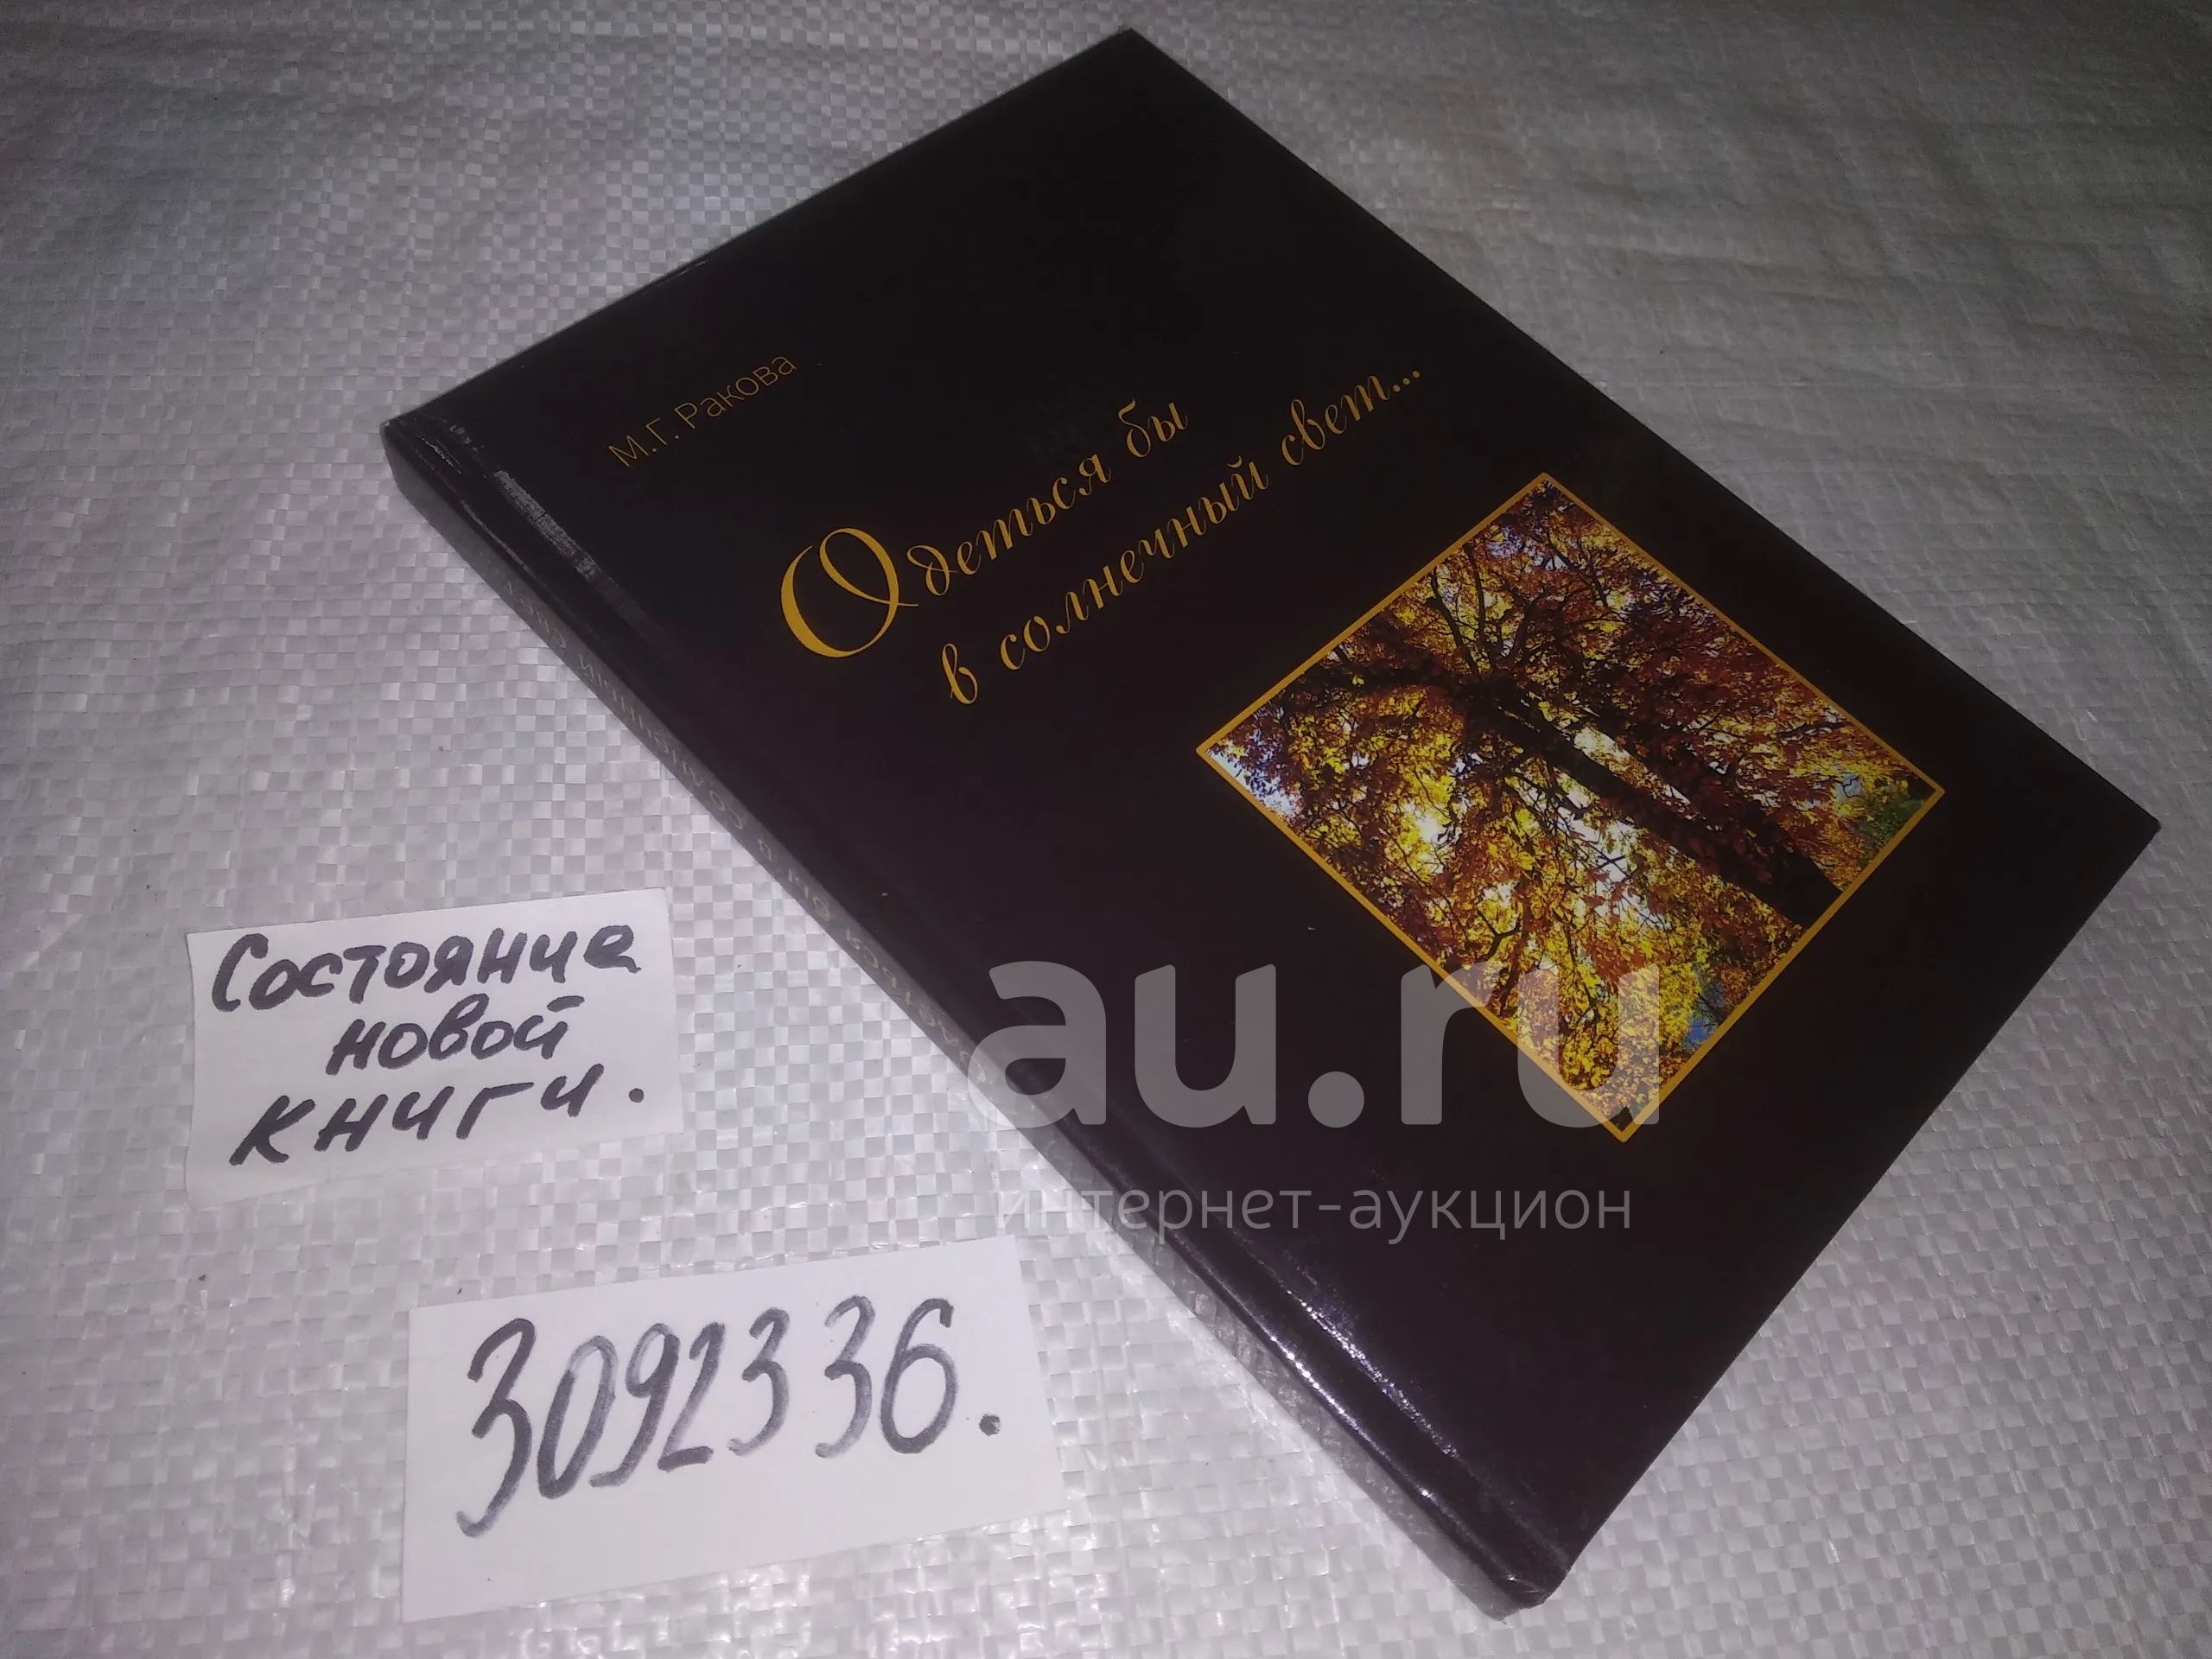 М.Г. Ракова
Одеться бы
в солнечный свет...
Состояние
новой
книги.
3092336.
au.ru
интернет-аукцион